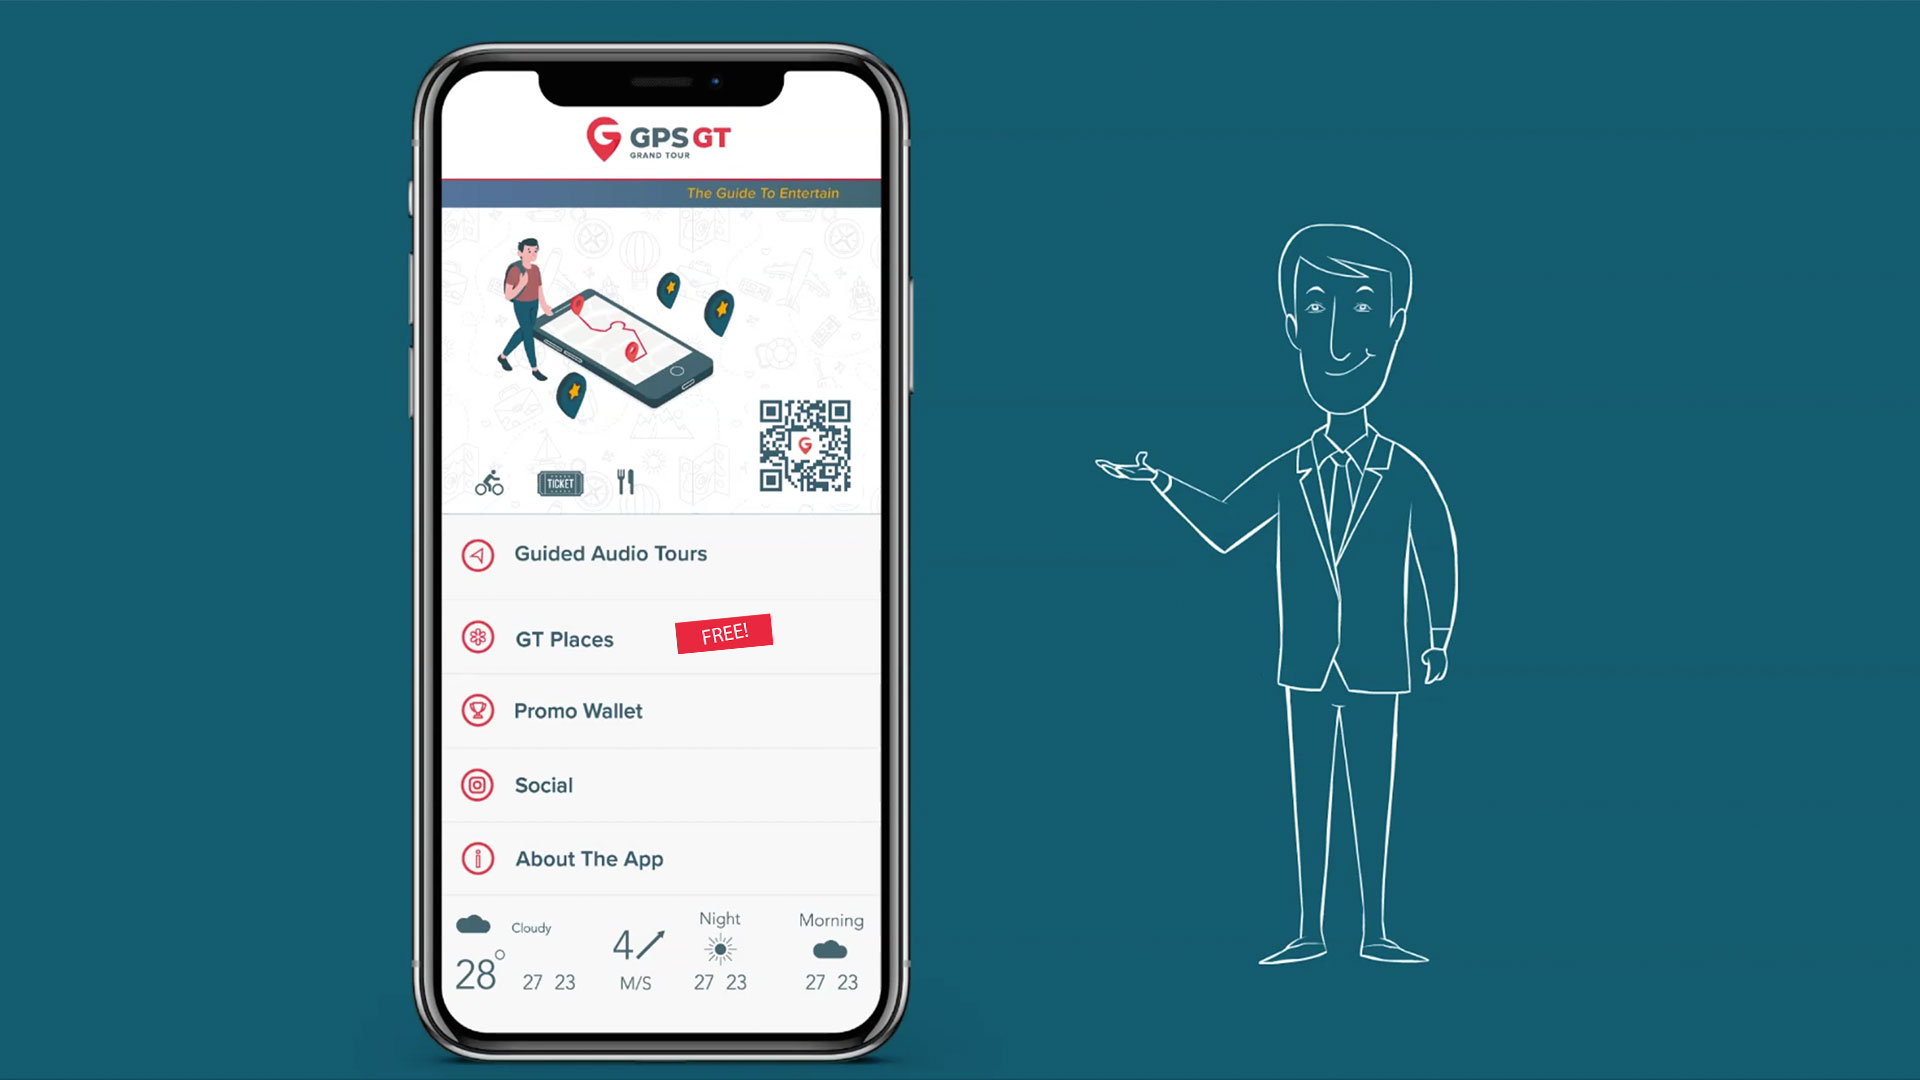 GPS GT
GRAND TOUR
The Guide To Entertain
TICKET
G
Guided Audio Tours
GT Places
FREE!
Promo Wallet
Social
About The App
Cloudy
28°
27 23
4
M/S
Night
27 23
Morning
27 23